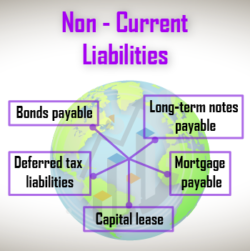 Non - Current
Liabilities
Bonds payable
Long-term notes
payable
Deferred tax
liabilities
Mortgage
payable
Capital lease